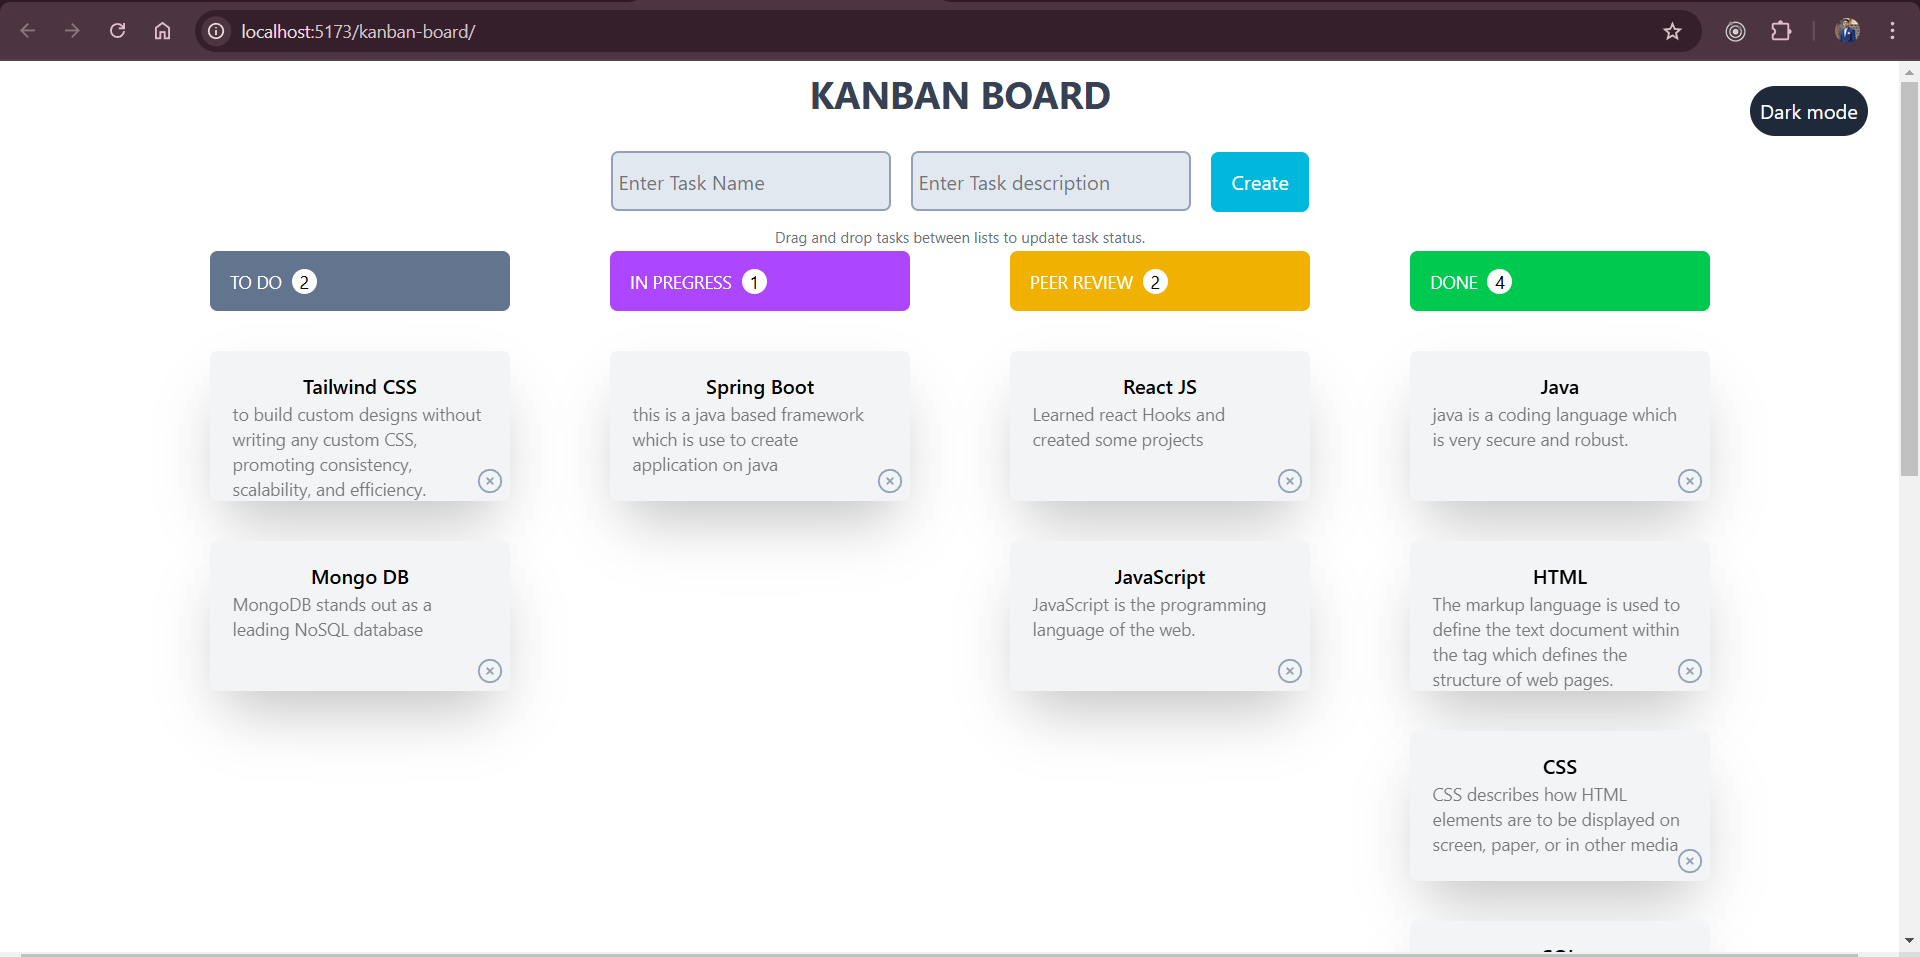 localhost:5173/kanban-board/
KANBAN BOARD
Dark mode
Enter Task Name
Enter Task description
Create
Drag and drop tasks between lists to update task status.
TO DO 2
IN PREGRESS 1
PEER REVIEW 2
DONE 4
Tailwind CSS
to build custom designs without
writing any custom CSS,
promoting consistency,
scalability, and efficiency.
Mongo DB
MongoDB stands out as a
leading NoSQL database
Spring Boot
this is a java based framework
which is use to create
application on java
React JS
Learned react Hooks and
created some projects
JavaScript
JavaScript is the programming
language of the web.
Java
java is a coding language which
is very secure and robust.
HTML
The markup language is used to
define the text document within
the tag which defines the
structure of web pages.
CSS
CSS describes how HTML
elements are to be displayed on
screen, paper, or in other media